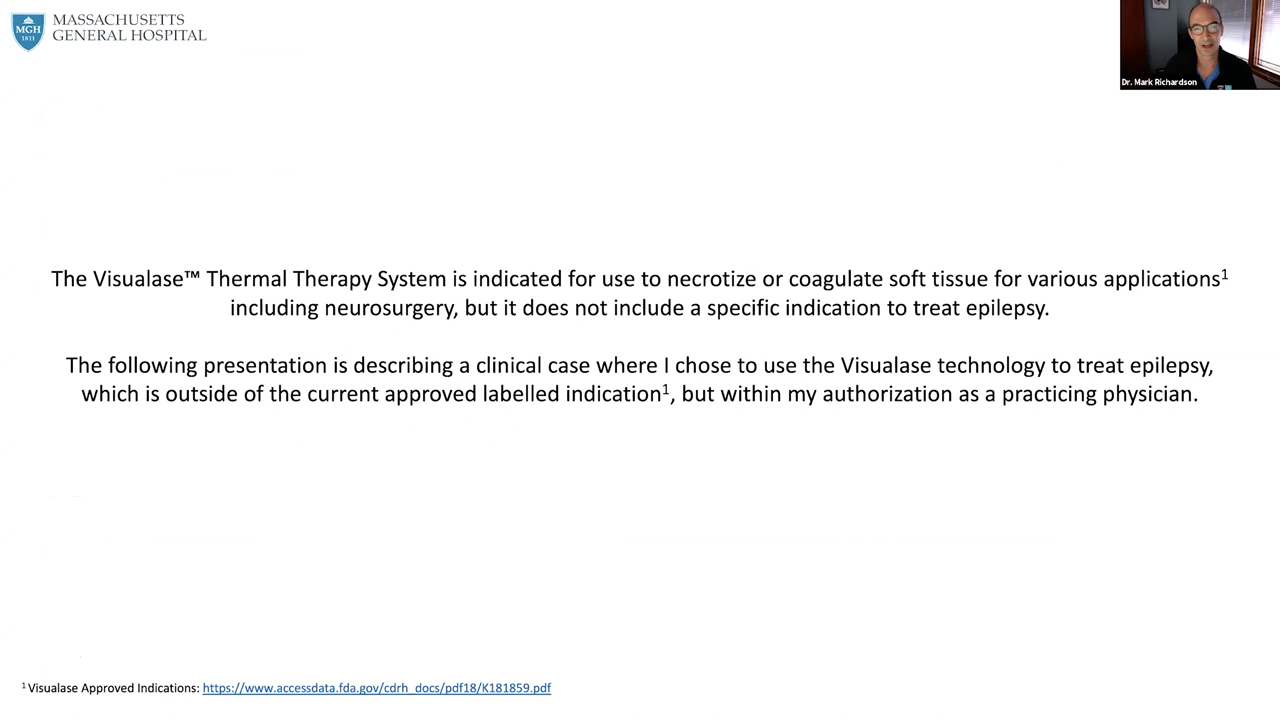 MASSACHUSETTS
GENERAL HOSPITAL
MGH
1811
Dr. Mark Richardson
The Visualase™ Thermal Therapy System is indicated for use to necrotize or coagulate soft tissue for various applications¹
including neurosurgery, but it does not include a specific indication to treat epilepsy.
The following presentation is describing a clinical case where I chose to use the Visualase technology to treat epilepsy,
which is outside of the current approved labelled indication¹, but within my authorization as a practicing physician.
¹ Visualase Approved Indications: https://www.accessdata.fda.gov/cdrh_docs/pdf18/K181859.pdf